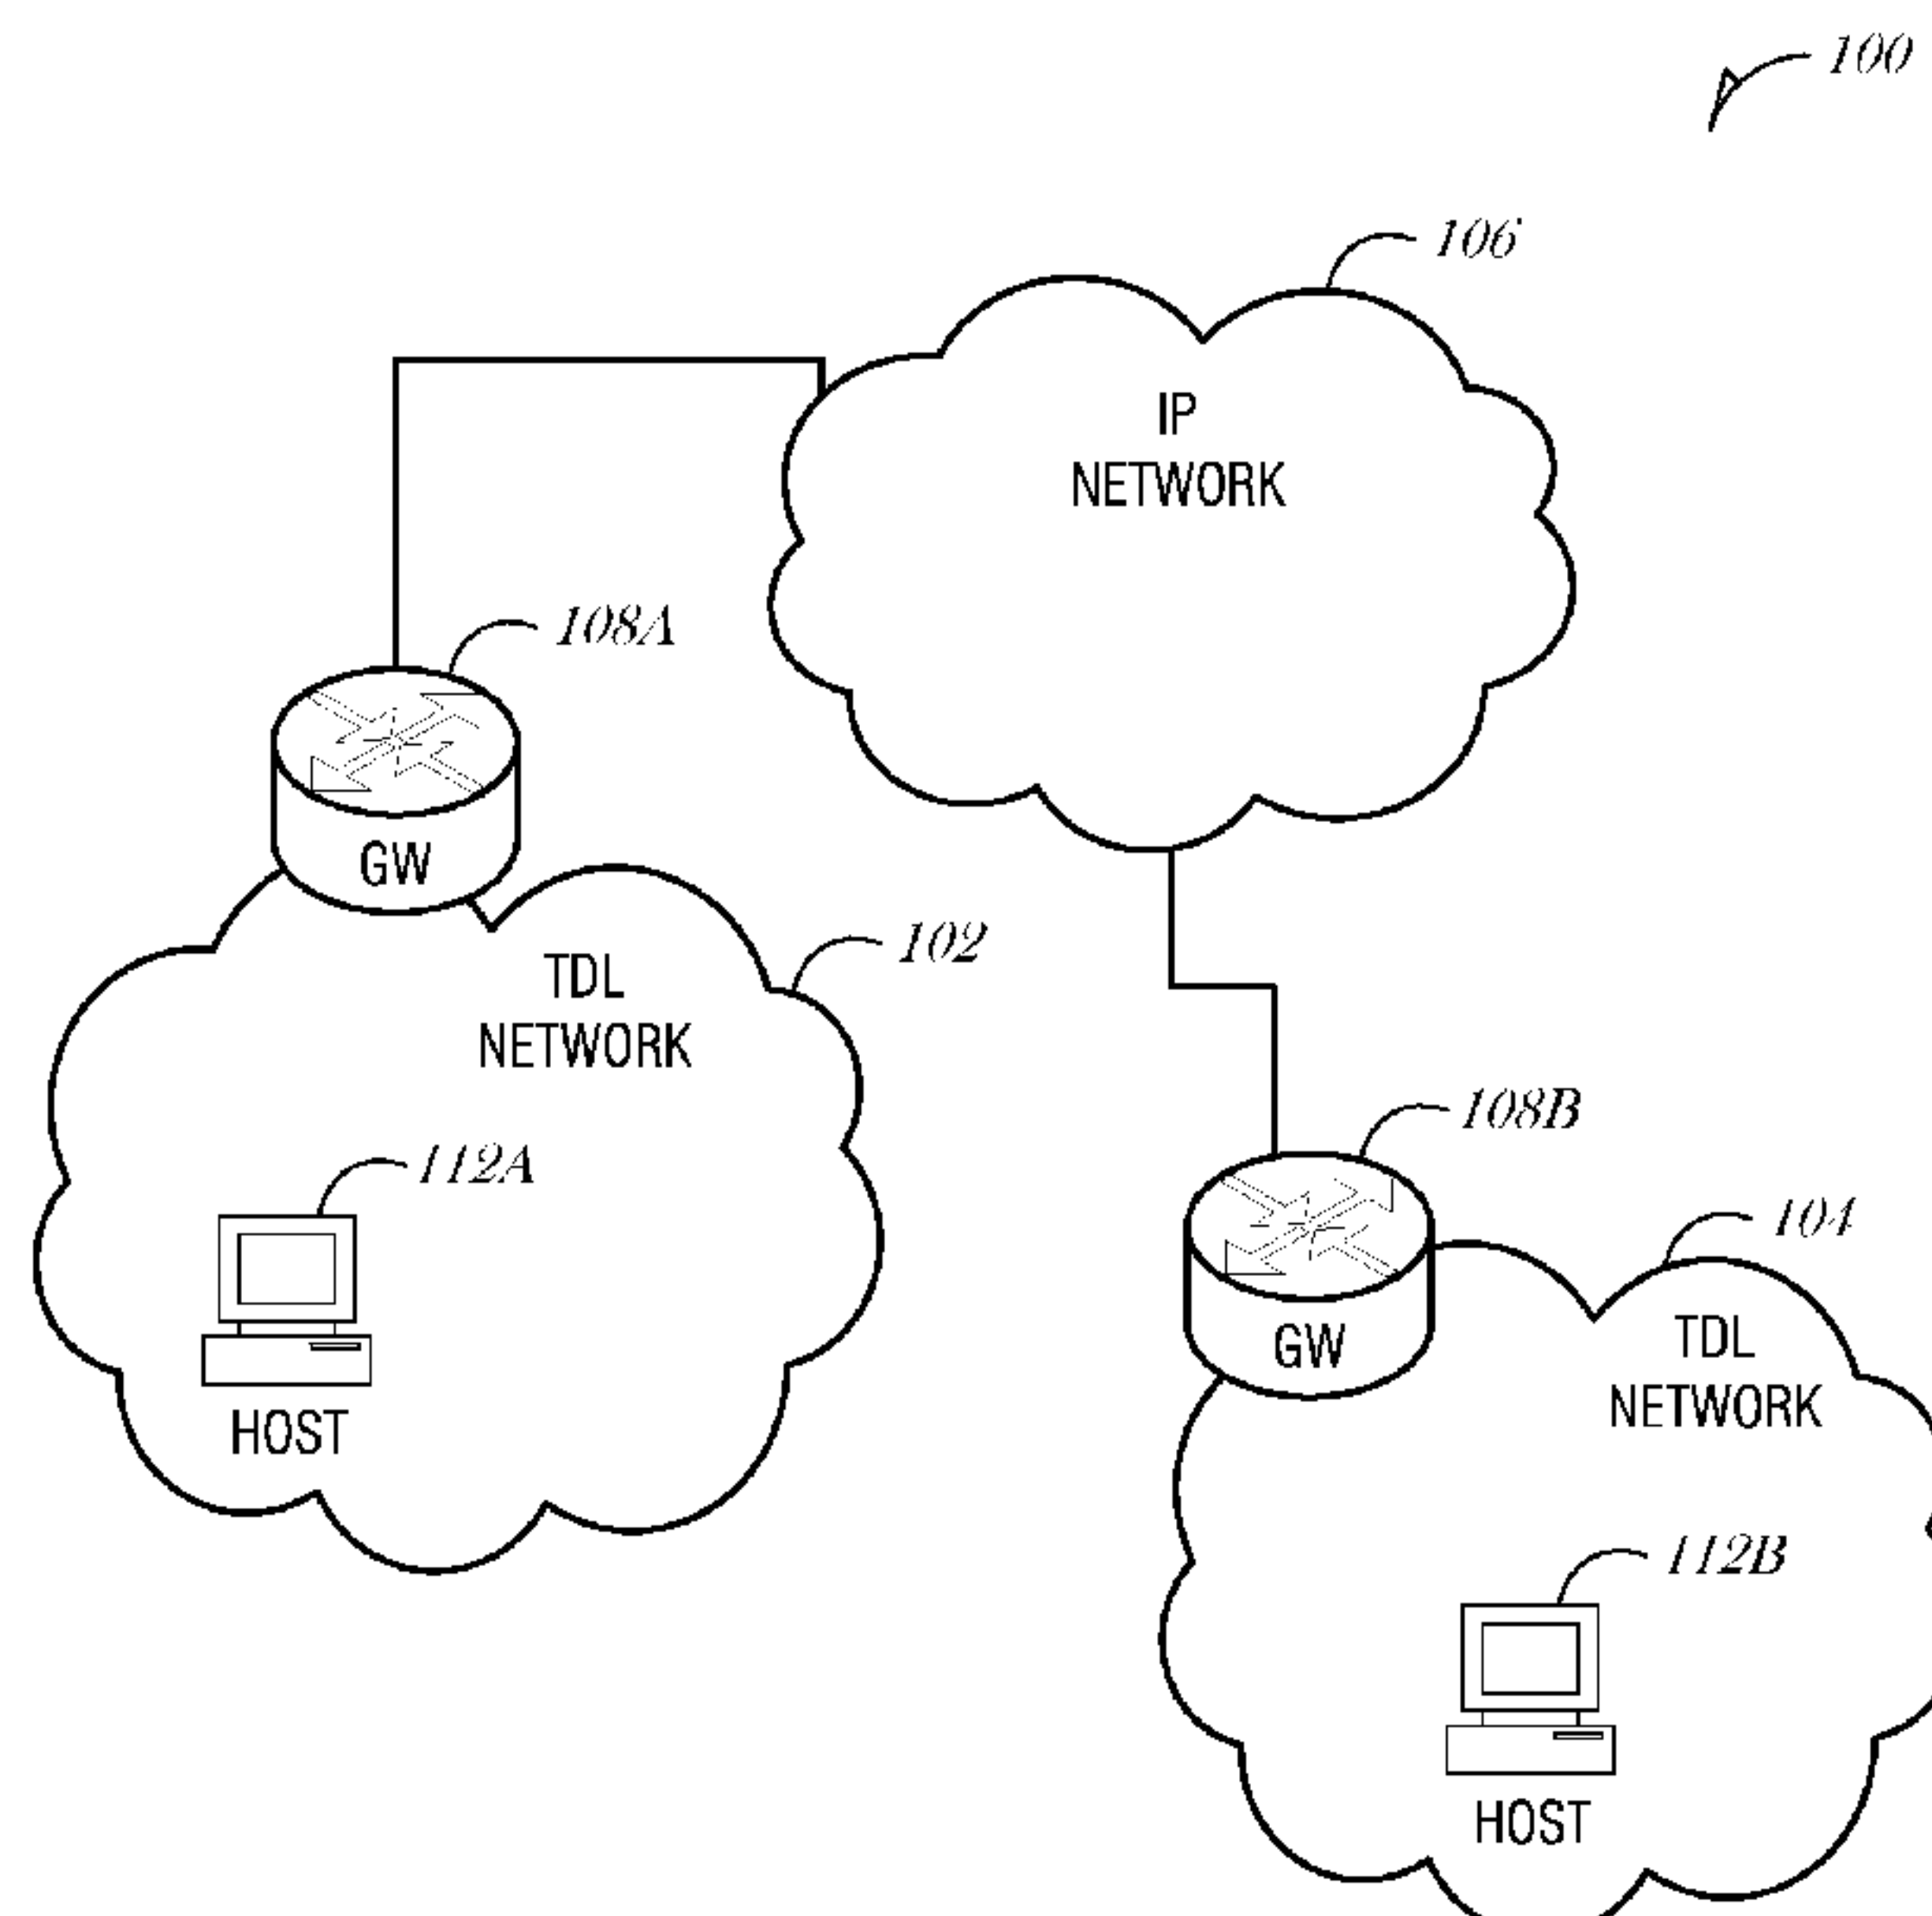 100
106
IP
NETWORK
108A
GW
102
TDL
NETWORK
112A
HOST
108B
GW
104
TDL
NETWORK
112B
HOST